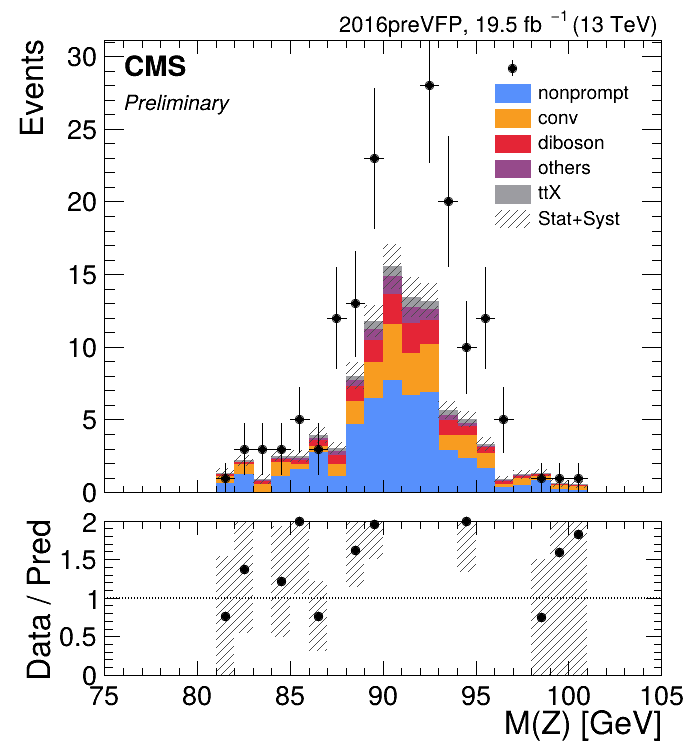 2016preVFP, 19.5 fb ⁻¹ (13 TeV)
Events
30
25
20
15
10
5
0
CMS
Preliminary
nonprompt
conv
diboson
others
ttX
Stat+Syst
Data / Pred
2
1.5
1
0.5
0
75 80 85 90 95 100 105
M(Z) [GeV]